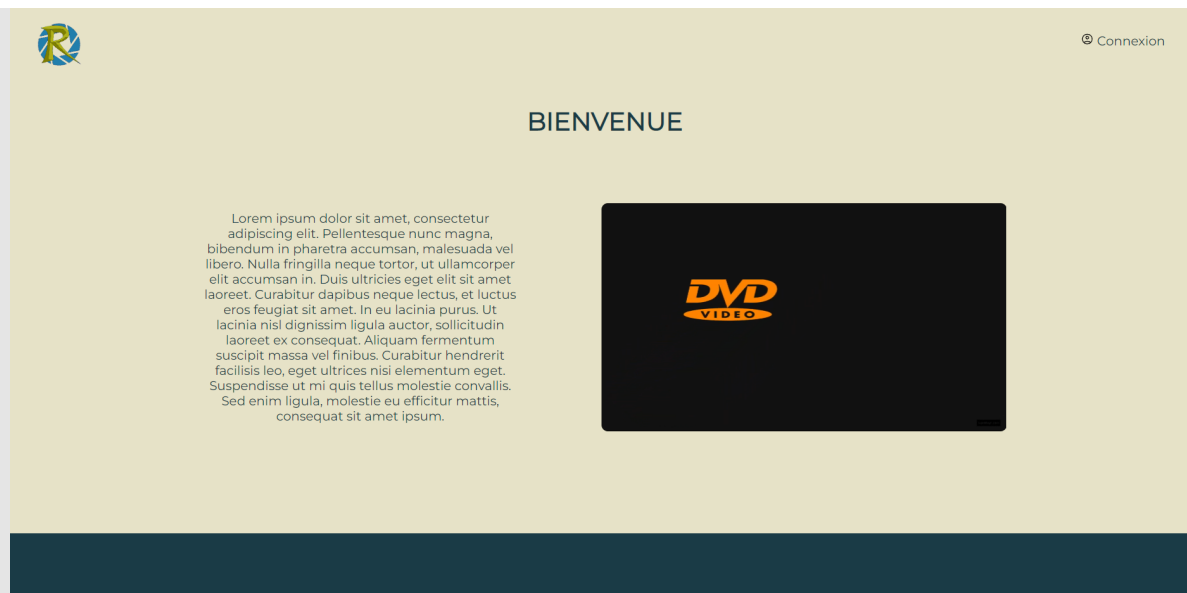 R
Connexion
BIENVENUE
Lorem ipsum dolor sit amet, consectetur
adipiscing elit. Pellentesque nunc magna,
bibendum in pharetra accumsan, malesuada vel
libero. Nulla fringilla neque tortor, ut ullamcorper
elit accumsan in. Duis ultricies eget elit sit amet
laoreet. Curabitur dapibus neque lectus, et luctus
eros feugiat sit amet. In eu lacinia purus. Ut
lacinia nisl dignissim ligula auctor, sollicitudin
laoreet ex consequat. Aliquam fermentum
suscipit massa vel finibus. Curabitur hendrerit
facilisis leo, eget ultrices nisi elementum eget.
Suspendisse ut mi quis tellus molestie convallis.
Sed enim ligula, molestie eu efficitur mattis,
consequat sit amet ipsum.
DVD
VIDEO